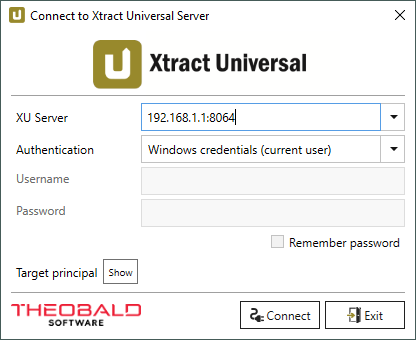 Connect to Xtract Universal Server
Xtract Universal
XU Server
192.168.1.1:8064
Authentication
Windows credentials (current user)
Username
Password
Remember password
Target principal
Show
THEOBALD
SOFTWARE
Connect
Exit